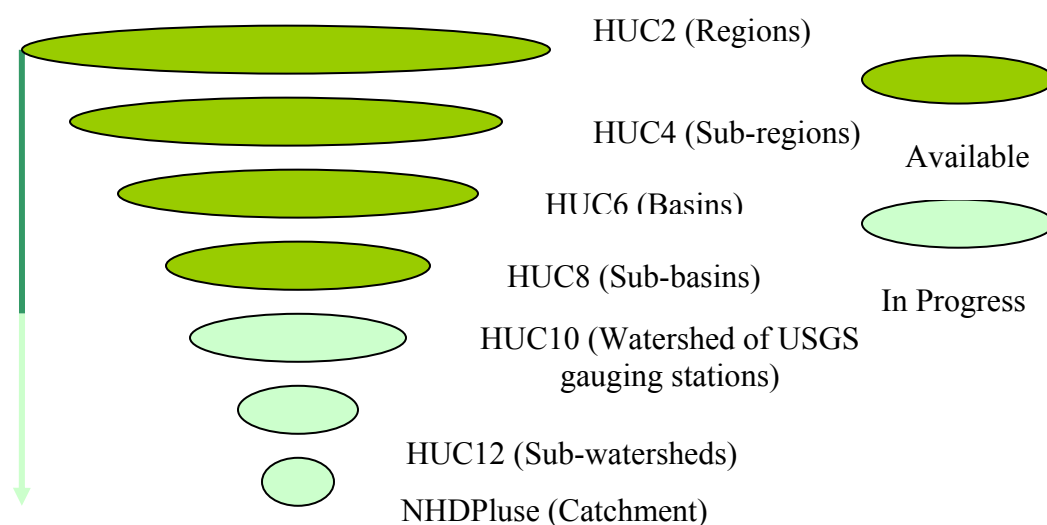 HUC2 (Regions)
HUC4 (Sub-regions)
Available
HUC6 (Basins)
HUC8 (Sub-basins)
In Progress
HUC10 (Watershed of USGS
gauging stations)
HUC12 (Sub-watersheds)
NHDPluse (Catchment)